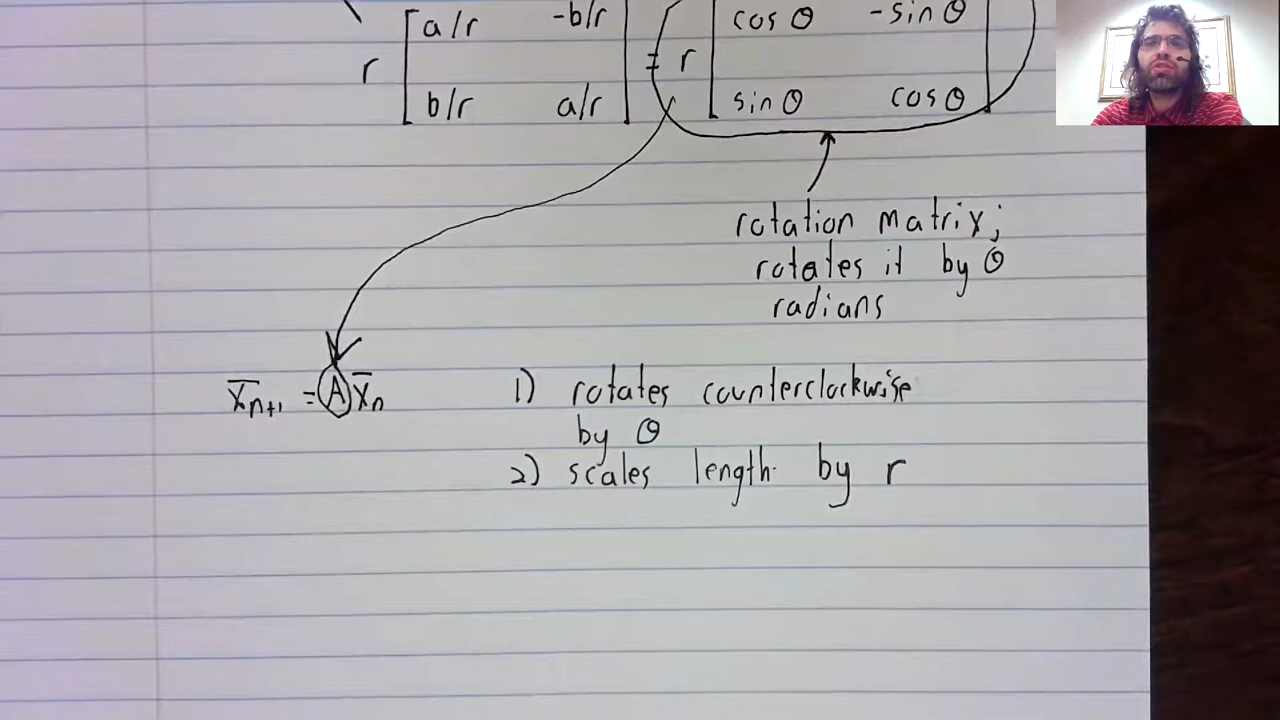 a/r -b/r cos θ -sin θ
r = r
b/r a/r sin θ cos θ
rotation matrix;
rotates it by θ
radians
x̅ₙ₊₁ = A x̅ₙ 1) rotates counterclockwise
by θ
2) scales length by r